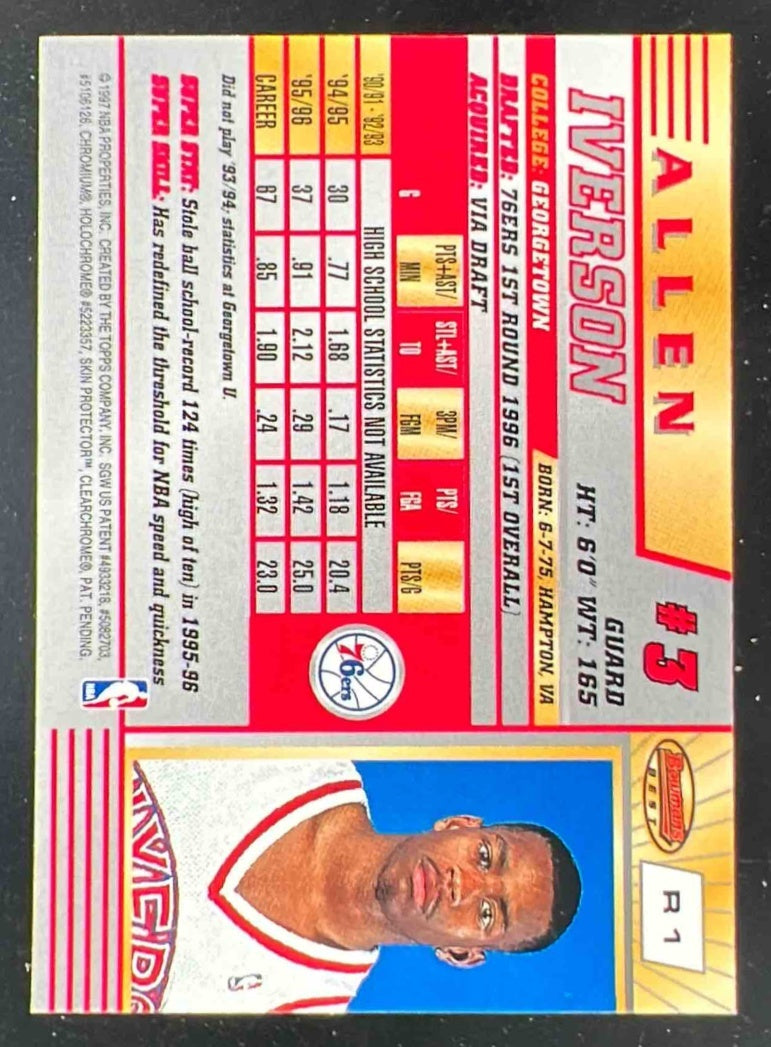 ALLEN
#3
IVERSON
GUARD
HT: 6'0" WT: 165
COLLEGE: GEORGETOWN
BORN: 6-7-75, HAMPTON, VA
DRAFTED: 76ERS 1ST ROUND 1996 (1ST OVERALL)
AQUIRED: VIA DRAFT
G PTS+AST/MIN STL+AST/TO 3PM/FGM PTS/FGA PTS/G
'90/91 - '92/93 HIGH SCHOOL STATISTICS NOT AVAILABLE
'94/95 30 .77 1.68 .17 1.18 20.4
'95/96 37 .91 2.12 .29 1.42 25.0
CAREER 67 .85 1.90 .24 1.32 23.0
Did not play '93/94; statistics at Georgetown U.
SUPER STAT: Stole ball school-record 124 times (high of ten) in 1995-96
SUPER SKILL: Has redefined the threshold for NBA speed and quickness
© 1997 NBA PROPERTIES, INC. CREATED BY THE TOPPS COMPANY, INC. SGW US PATENT #4933218, #5082703,
#5106126, CHROMIUM®, HOLOCHROME® #5223357, SKIN PROTECTOR™, CLEARCHROME®, PAT. PENDING.
76ers
NBA
Bowman's
BEST
R1